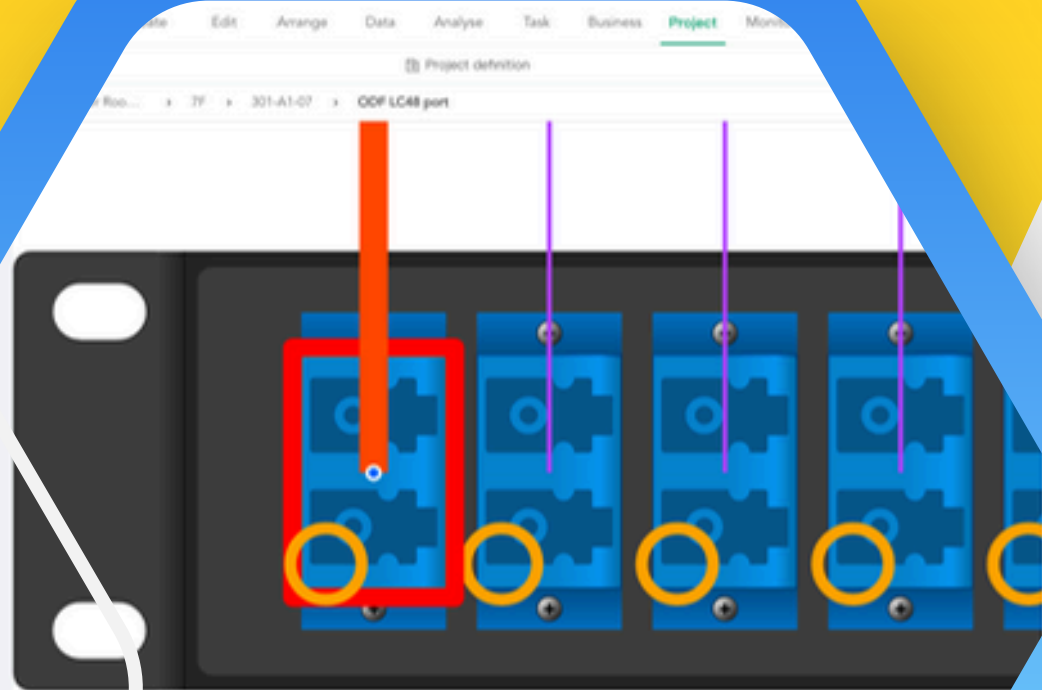 Edit Arrange Data Analyse Task Business Project
Project definition
7F › 301-A1-07 › ODF LC48 port